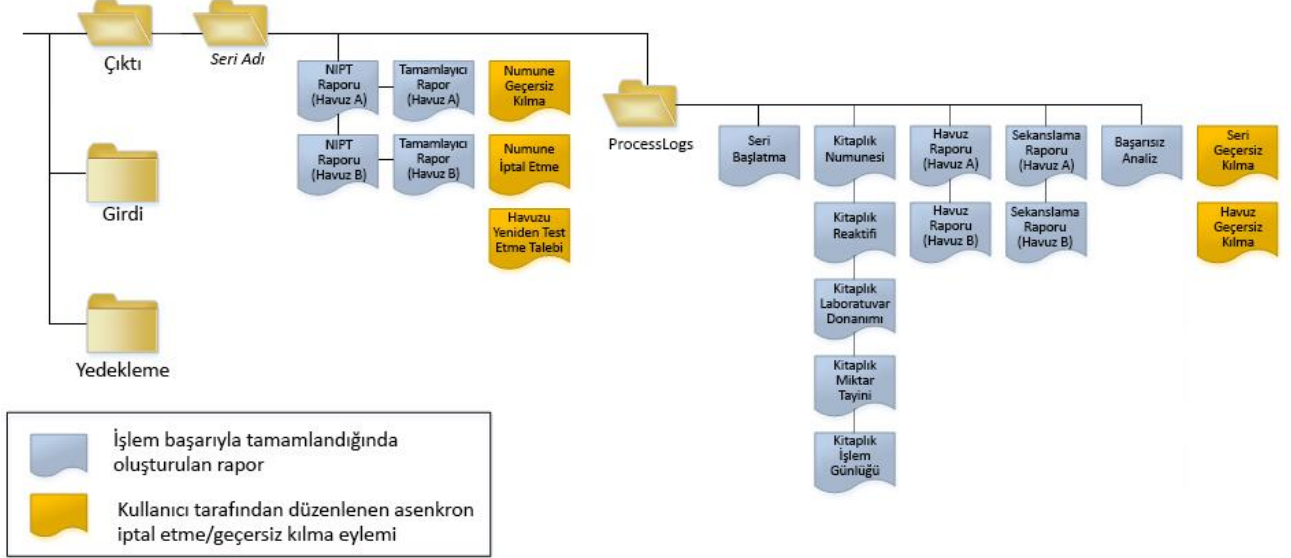 Çıktı
Seri Adı
NIPT
Raporu
(Havuz A)
Tamamlayıcı
Rapor
(Havuz A)
Numune
Geçersiz
Kılma
NIPT
Raporu
(Havuz B)
Tamamlayıcı
Rapor
(Havuz B)
Numune
İptal Etme
Havuzu
Yeniden Test
Etme Talebi
ProcessLogs
Seri
Başlatma
Kitaplık
Numunesi
Havuz
Raporu
(Havuz A)
Sekanslama
Raporu
(Havuz A)
Başarısız
Analiz
Seri
Geçersiz
Kılma
Kitaplık
Reaktifi
Havuz
Raporu
(Havuz B)
Sekanslama
Raporu
(Havuz B)
Havuz
Geçersiz
Kılma
Kitaplık
Laboratuvar
Donanımı
Kitaplık
Miktar
Tayini
Kitaplık
İşlem
Günlüğü
Girdi
Yedekleme
İşlem başarıyla tamamlandığında
oluşturulan rapor
Kullanıcı tarafından düzenlenen asenkron
iptal etme/geçersiz kılma eylemi